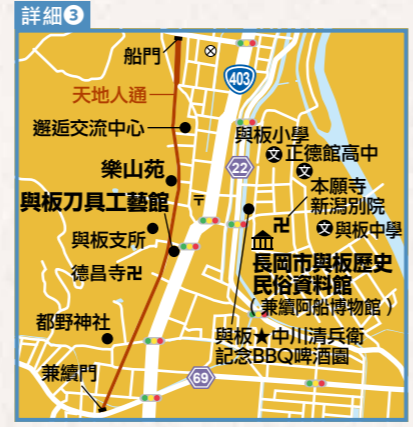 詳細❸
船門
403
天地人通
邂逅交流中心
與板小學
文
正德館高中
文
22
樂山苑
本願寺
新潟別院
與板刀具工藝館
〒
卍
文
與板中學
與板支所
長岡市與板歷史
民俗資料館
（兼續阿船博物館）
德昌寺卍
都野神社
與板★中川清兵衛
記念BBQ啤酒園
兼續門
69